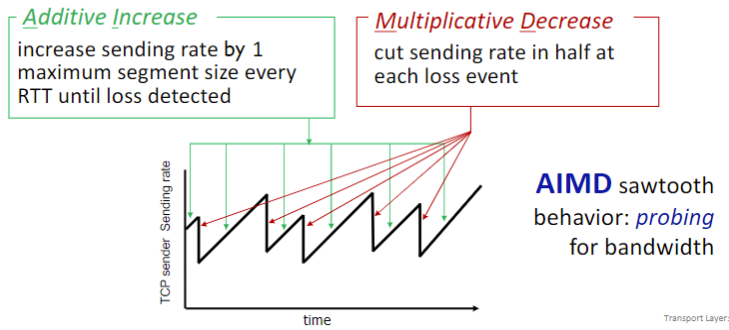 Additive Increase
increase sending rate by 1
maximum segment size every
RTT until loss detected
Multiplicative Decrease
cut sending rate in half at
each loss event
TCP sender Sending rate
time
AIMD sawtooth
behavior: probing
for bandwidth
Transport Layer: